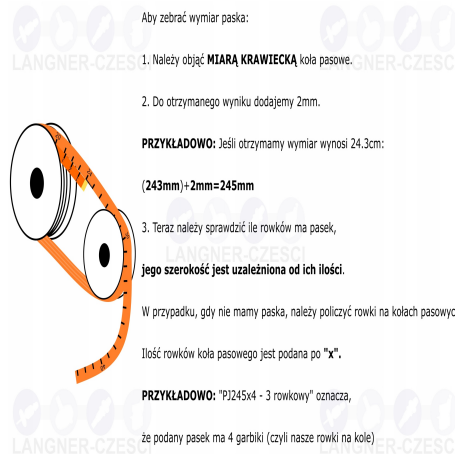 Aby zebrać wymiar paska:
1. Należy objąć MIARĄ KRAWIECKĄ koła pasowe.
LANGNER-CZESCI
LANGNER-CZESC
2. Do otrzymanego wyniku dodajemy 2mm.
PRZYKŁADOWO: Jeśli otrzymamy wymiar wynosi 24.3cm:
(243mm)+2mm=245mm
3. Teraz należy sprawdzić ile rowków ma pasek,
LANGNER-CZESCI
jego szerokość jest uzależniona od ich ilości.
W przypadku, gdy nie mamy paska, należy policzyć rowki na kołach pasowyc
Ilość rowków koła pasowego jest podana po "x".
PRZYKŁADOWO: "PJ245x4 - 3 rowkowy" oznacza,
że podany pasek ma 4 garbiki (czyli nasze rowki na kole)
LANGNER-CZESCI
LANGNER-CZESC